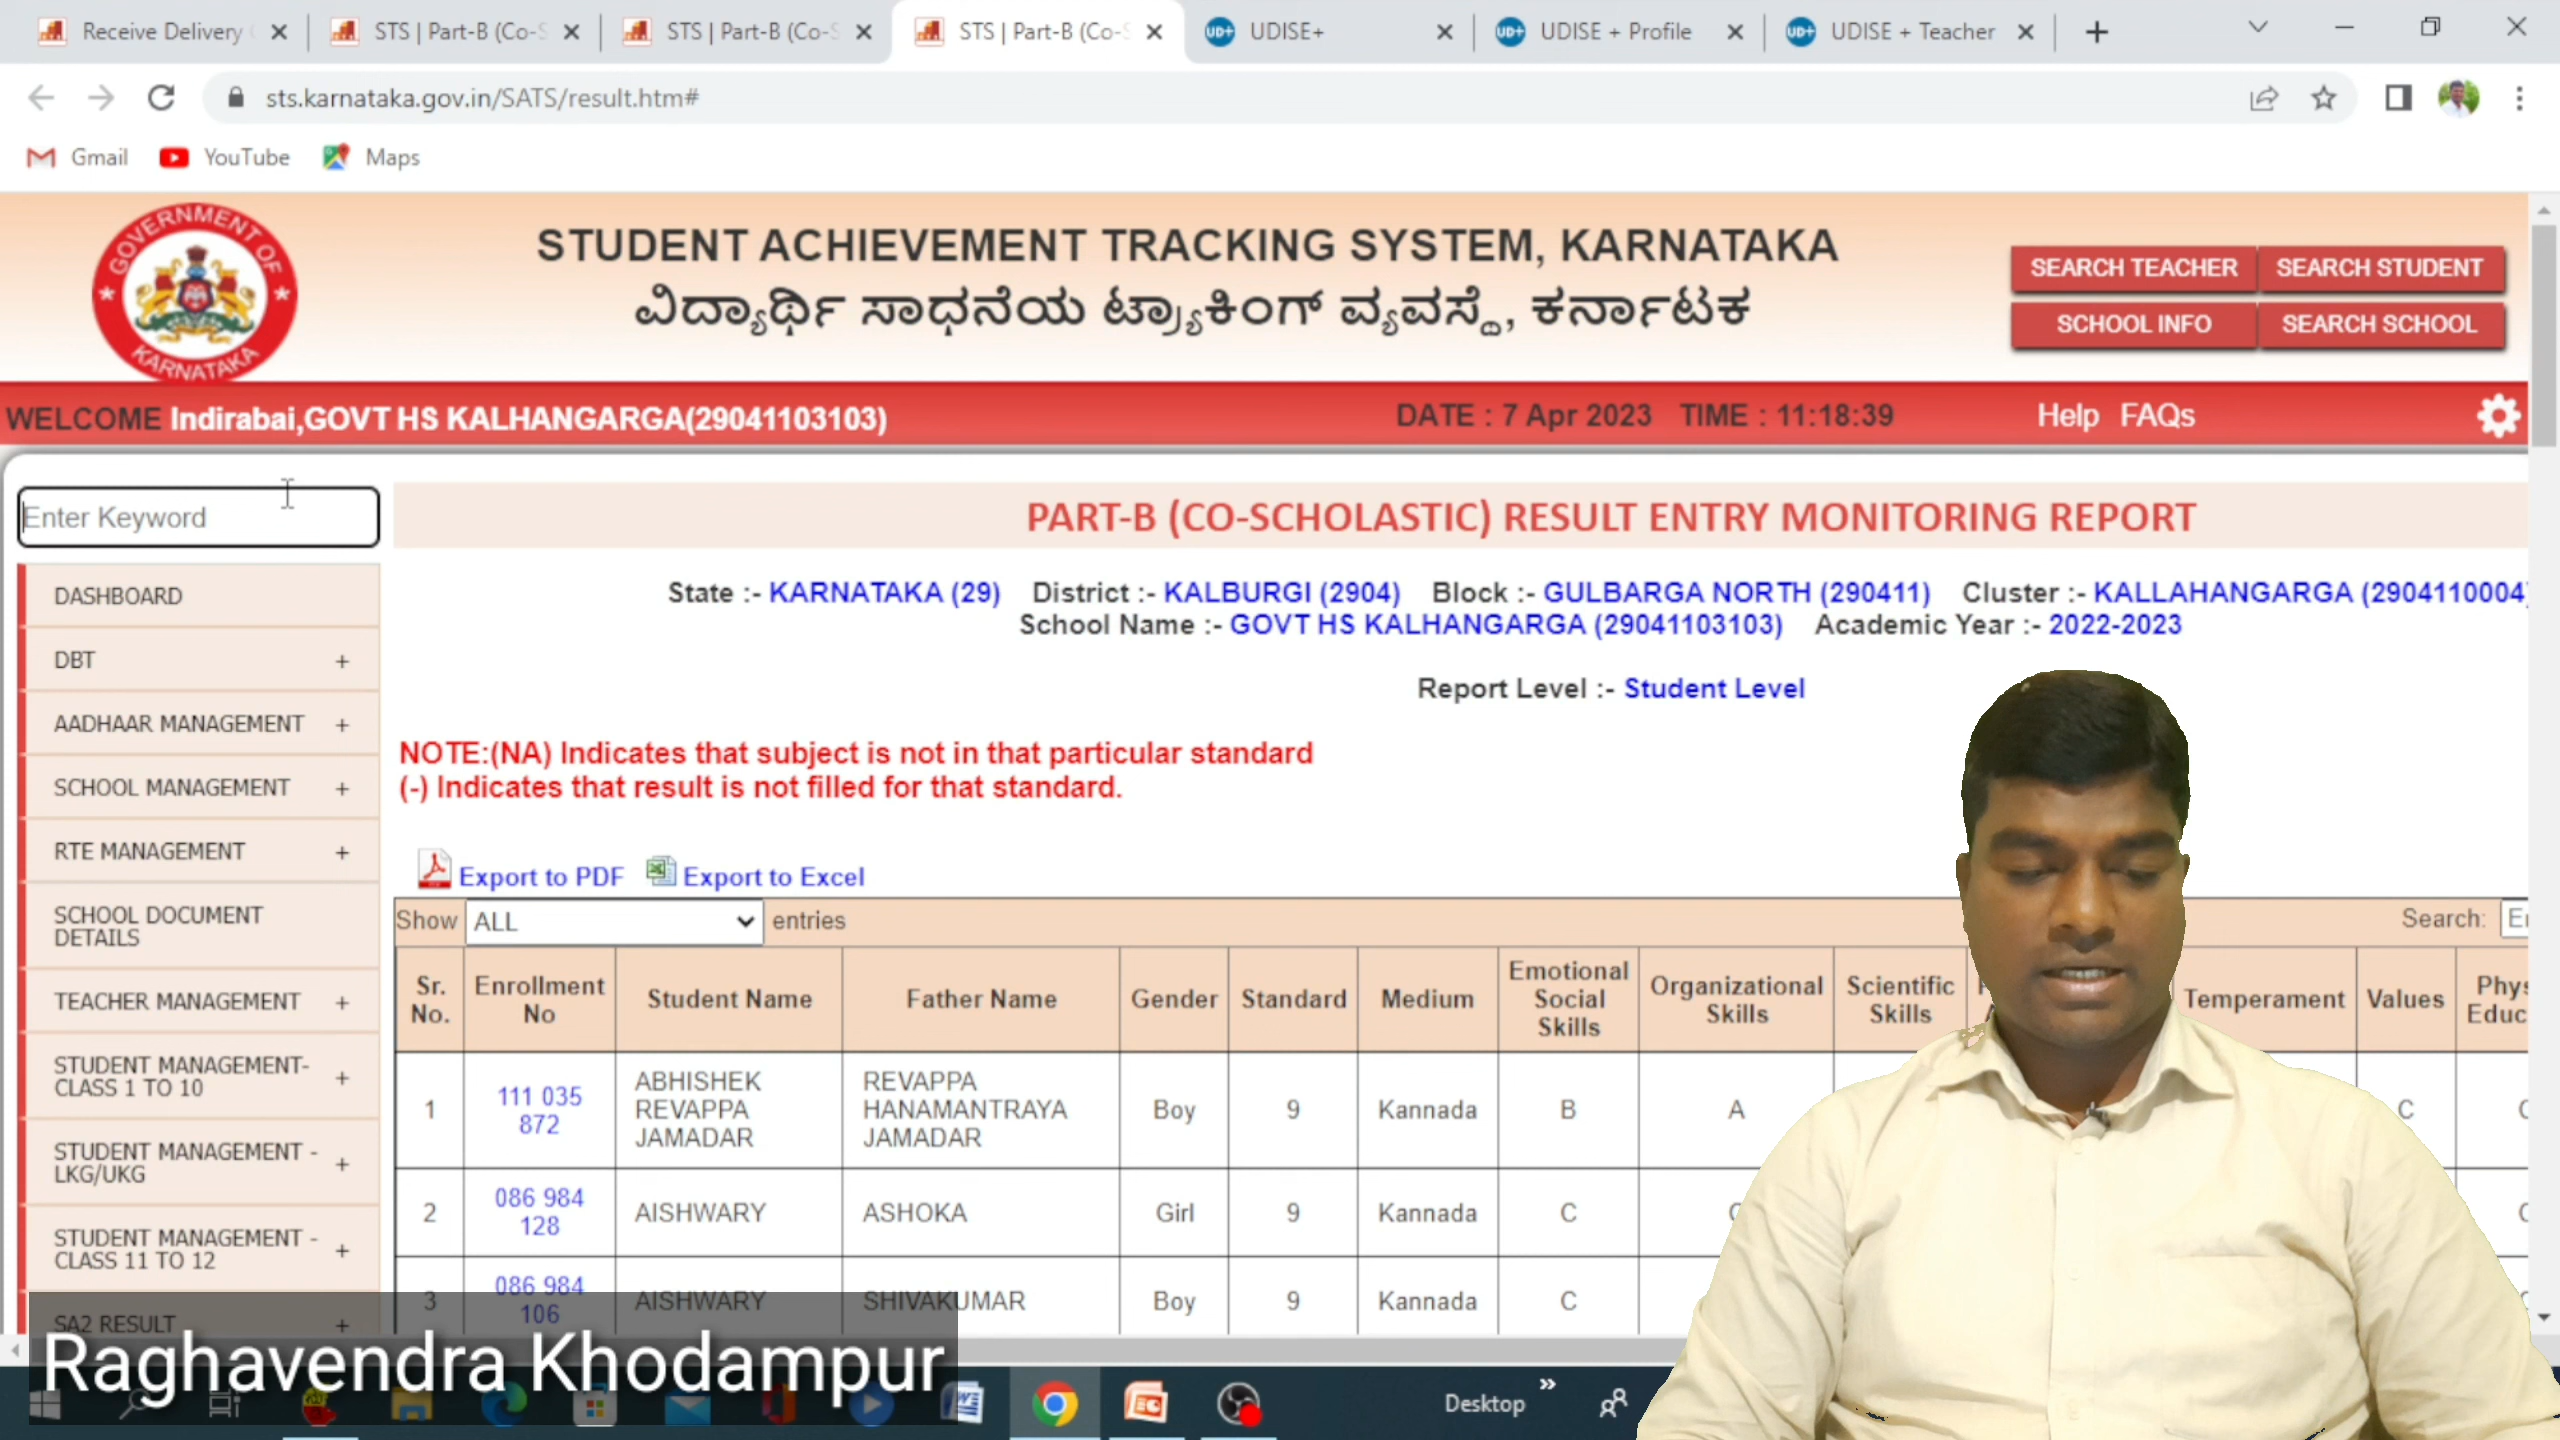 Receive Delivery
STS | Part-B (Co-S
STS | Part-B (Co-S
STS | Part-B (Co-S
UD+ UDISE+
UD+ UDISE + Profile
UD+ UDISE + Teacher
sts.karnataka.gov.in/SATS/result.htm#
Gmail YouTube Maps
GOVERNMENT OF
KARNATAKA
STUDENT ACHIEVEMENT TRACKING SYSTEM, KARNATAKA
ವಿದ್ಯಾರ್ಥಿ ಸಾಧನೆಯ ಟ್ರ್ಯಾಕಿಂಗ್ ವ್ಯವಸ್ಥೆ, ಕರ್ನಾಟಕ
SEARCH TEACHER SEARCH STUDENT
SCHOOL INFO SEARCH SCHOOL
WELCOME Indirabai,GOVT HS KALHANGARGA(29041103103)
DATE : 7 Apr 2023 TIME : 11:18:39
Help FAQs
Enter Keyword
DASHBOARD
DBT +
AADHAAR MANAGEMENT +
SCHOOL MANAGEMENT +
RTE MANAGEMENT +
SCHOOL DOCUMENT
DETAILS
TEACHER MANAGEMENT +
STUDENT MANAGEMENT-
CLASS 1 TO 10 +
STUDENT MANAGEMENT -
LKG/UKG +
STUDENT MANAGEMENT -
CLASS 11 TO 12 +
SA2 RESULT +
PART-B (CO-SCHOLASTIC) RESULT ENTRY MONITORING REPORT
State :- KARNATAKA (29) District :- KALBURGI (2904) Block :- GULBARGA NORTH (290411) Cluster :- KALLAHANGARGA (2904110004)
School Name :- GOVT HS KALHANGARGA (29041103103) Academic Year :- 2022-2023
Report Level :- Student Level
NOTE:(NA) Indicates that subject is not in that particular standard
(-) Indicates that result is not filled for that standard.
Export to PDF Export to Excel
Show ALL entries
Search:
Sr. No. Enrollment No Student Name Father Name Gender Standard Medium Emotional Social Skills Organizational Skills Scientific Skills Temperament Values
1 111 035 872 ABHISHEK REVAPPA JAMADAR REVAPPA HANAMANTRAYA JAMADAR Boy 9 Kannada B A C
2 086 984 128 AISHWARY ASHOKA Girl 9 Kannada C
3 086 984 106 AISHWARY SHIVAKUMAR Boy 9 Kannada C
Raghavendra Khodampur
Desktop